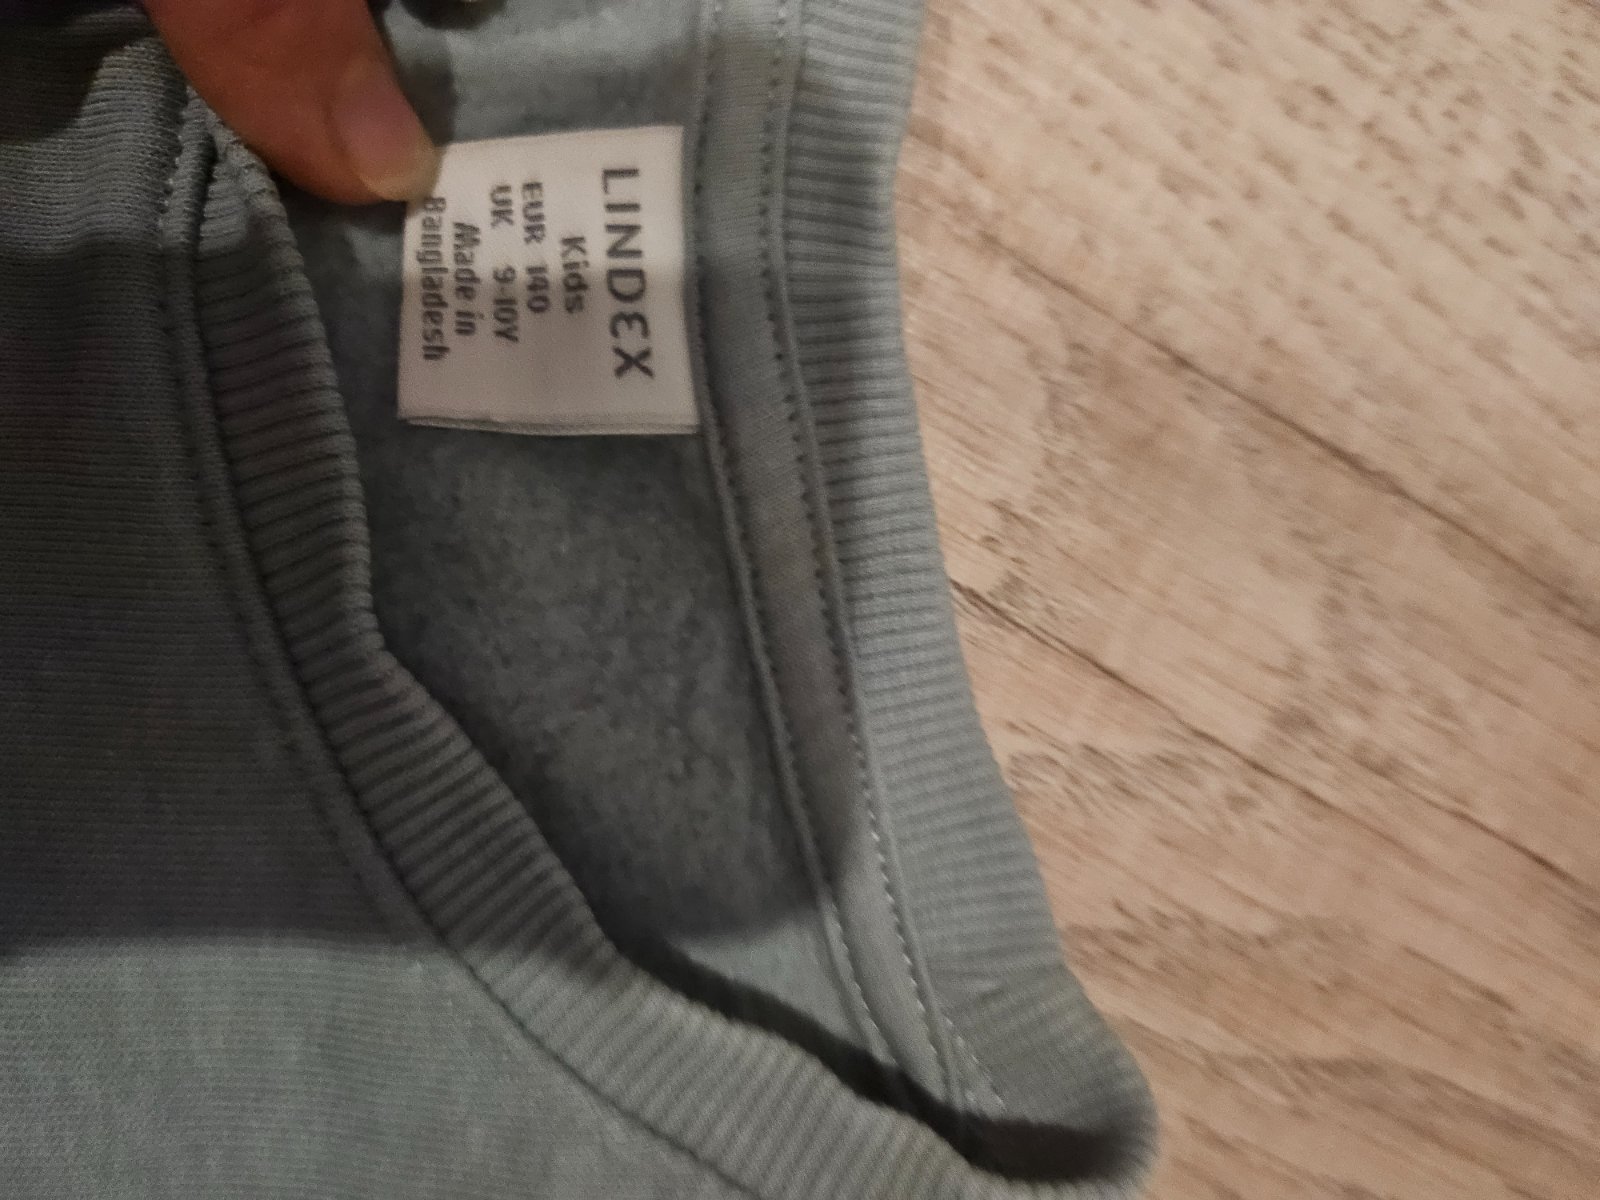 LINDEX
Kids
EUR 140
UK 9-10Y
Made in
Bangladesh